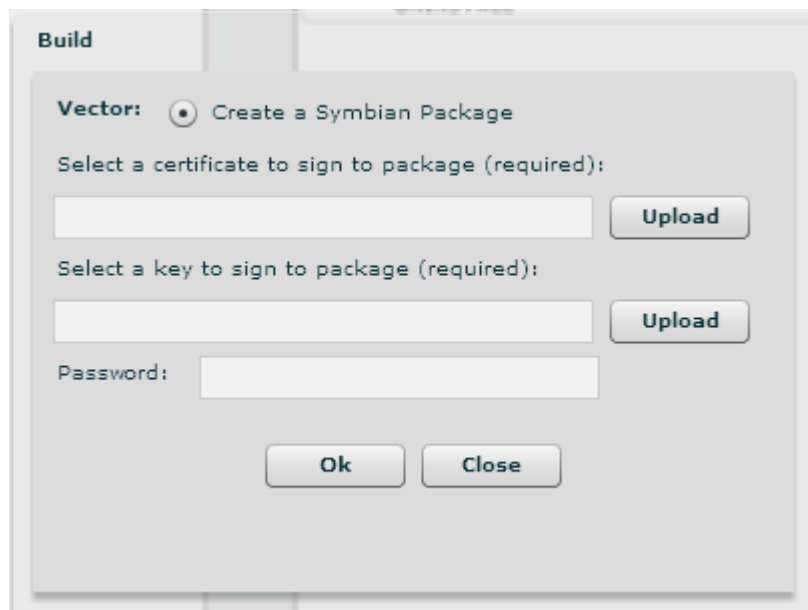 Build
Vector: Create a Symbian Package
Select a certificate to sign to package (required):
Upload
Select a key to sign to package (required):
Upload
Password:
Ok Close